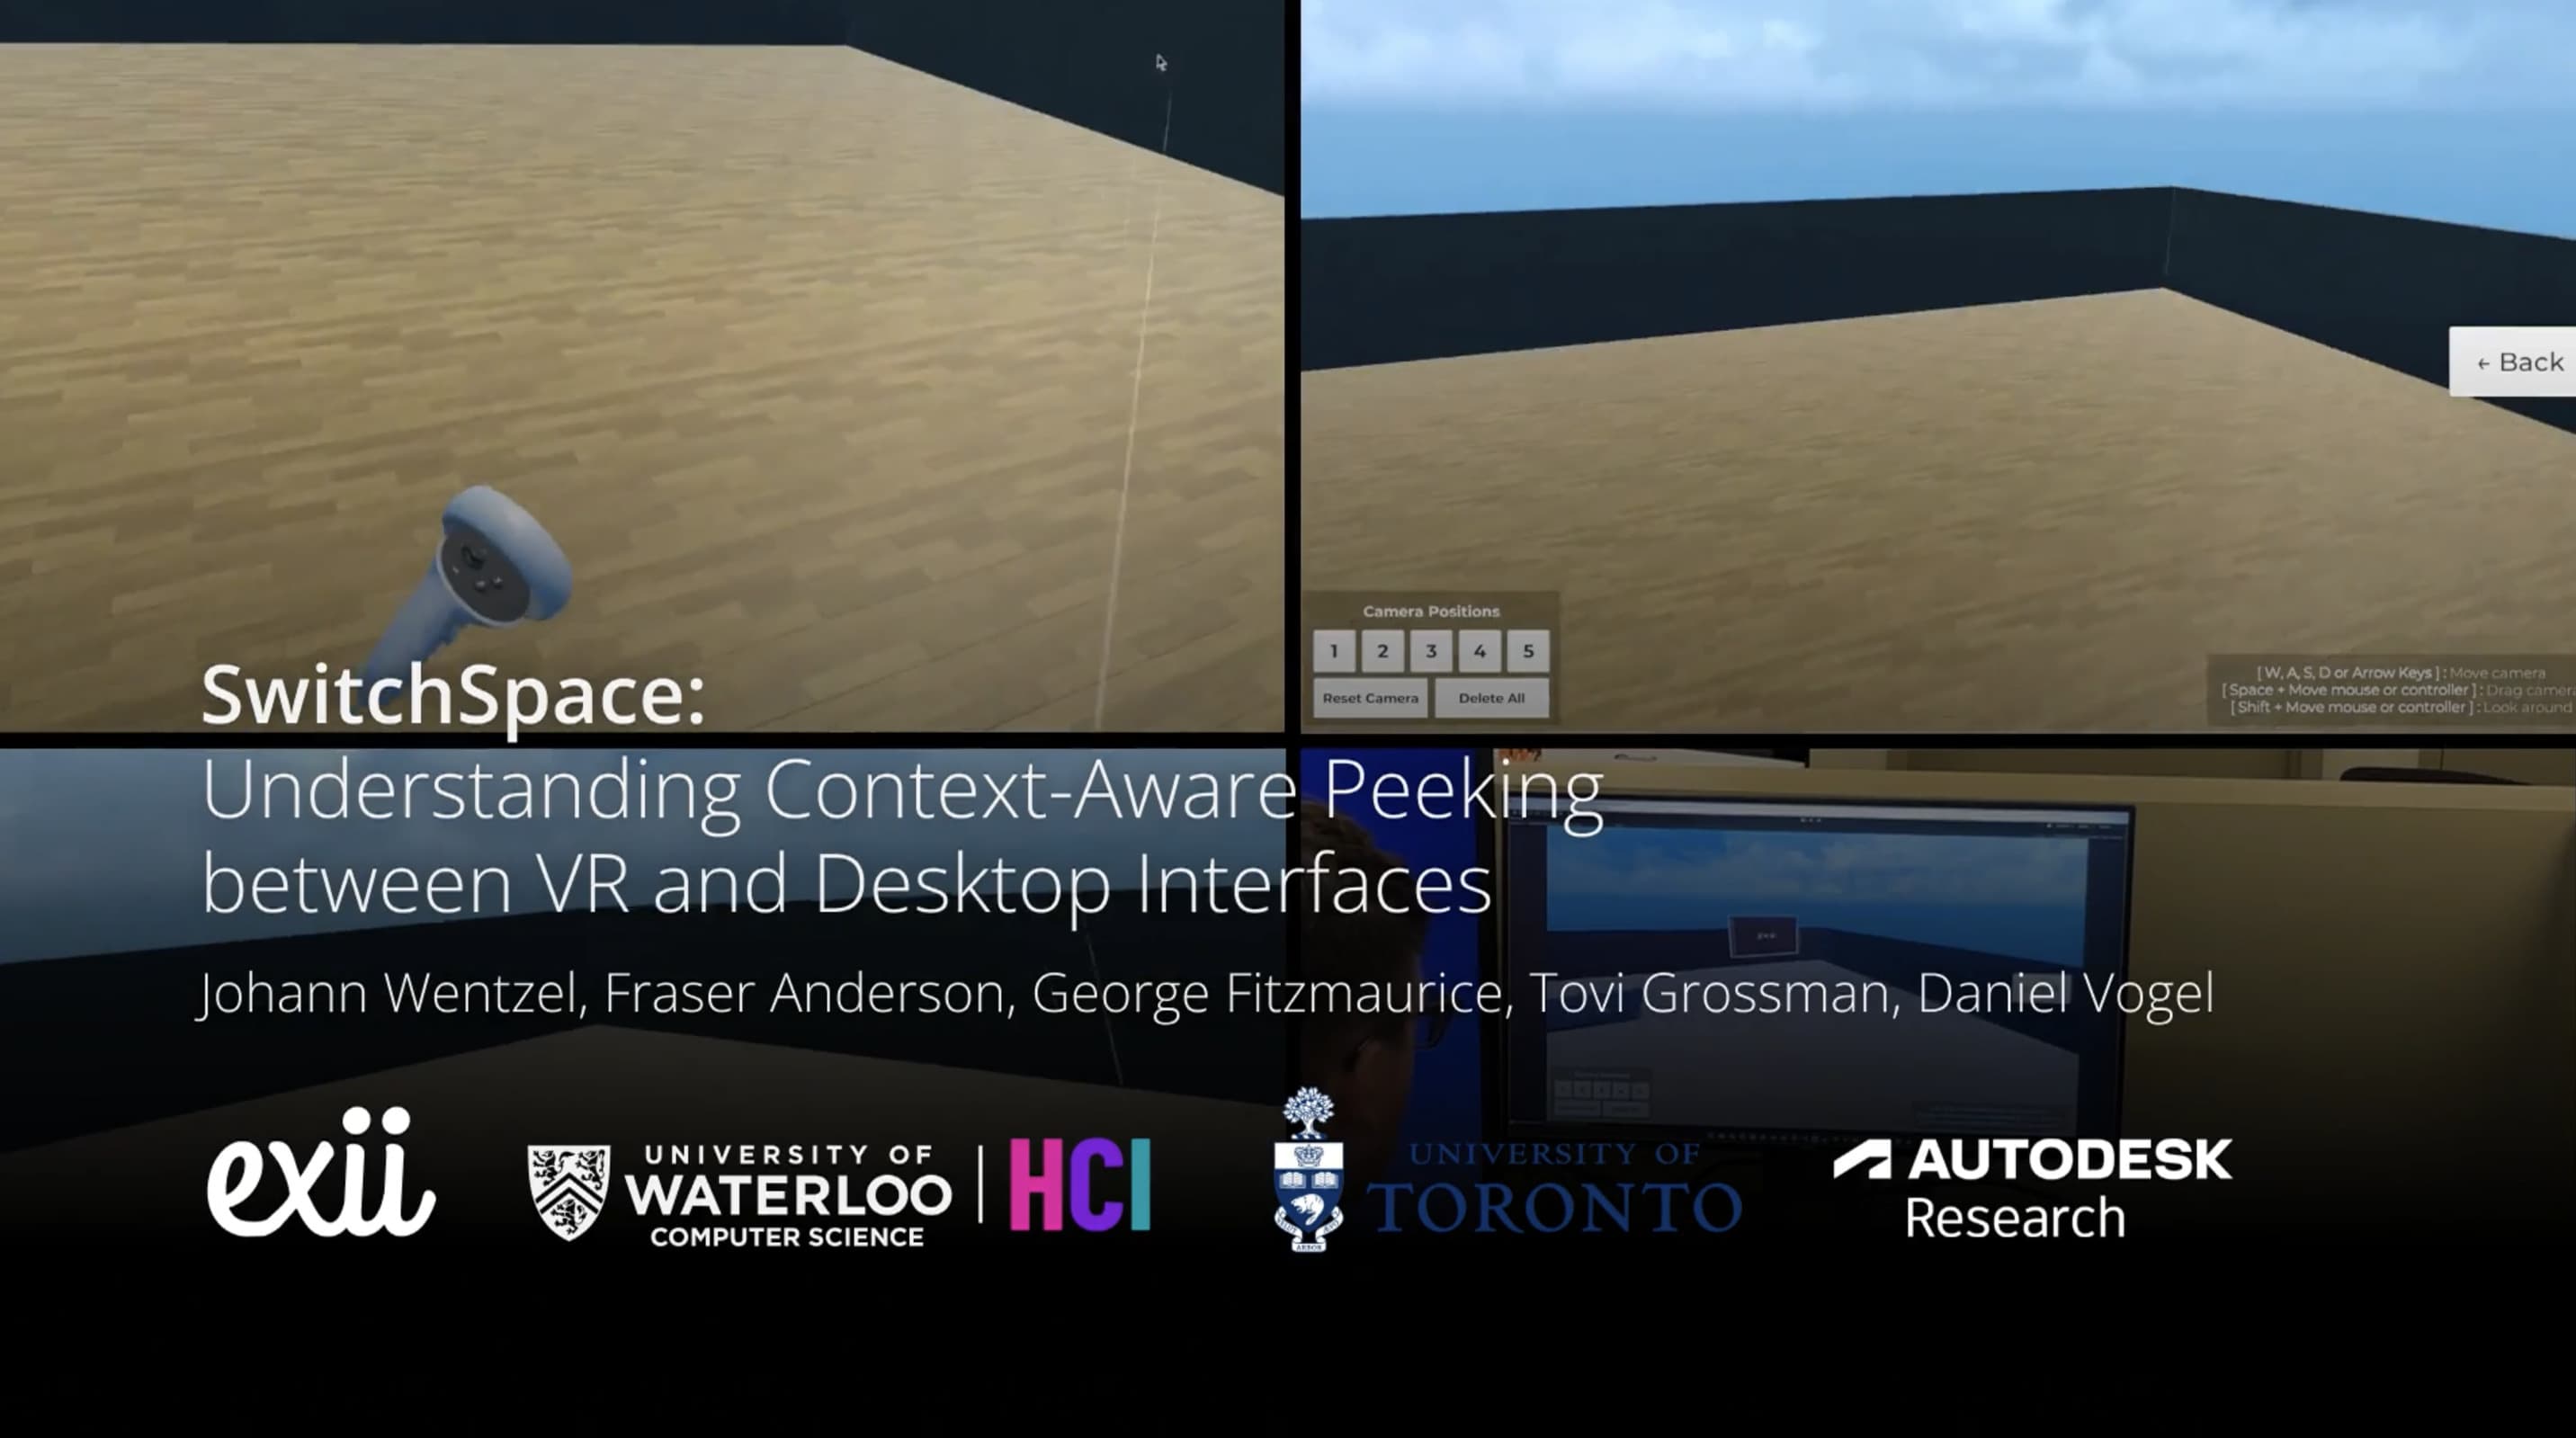 ← Back
Camera Positions
1 2 3 4 5
Reset Camera Delete All
[ W, A, S, D or Arrow Keys ] : Move camera
[ Space + Move mouse or controller ] : Drag camera
[ Shift + Move mouse or controller ] : Look around
SwitchSpace:
Understanding Context-Aware Peeking
between VR and Desktop Interfaces
Johann Wentzel, Fraser Anderson, George Fitzmaurice, Tovi Grossman, Daniel Vogel
exii
UNIVERSITY OF
WATERLOO
COMPUTER SCIENCE
HCI
UNIVERSITY OF
TORONTO
AUTODESK
Research